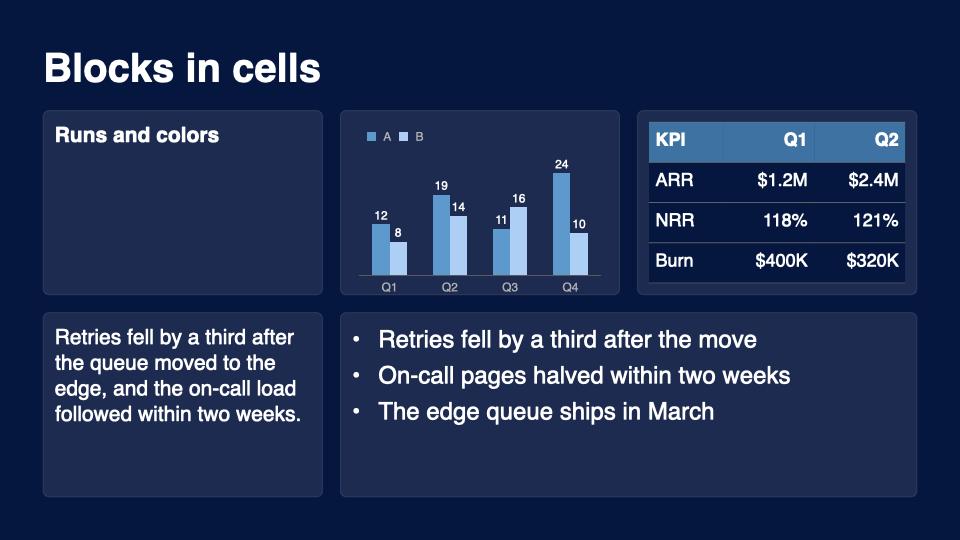 Blocks in cells
Runs and colors
A B
24
19
16
14
12
11
10
8
Q1 Q2 Q3 Q4
KPI Q1 Q2
ARR $1.2M $2.4M
NRR 118% 121%
Burn $400K $320K
Retries fell by a third after
the queue moved to the
edge, and the on-call load
followed within two weeks.
• Retries fell by a third after the move
• On-call pages halved within two weeks
• The edge queue ships in March